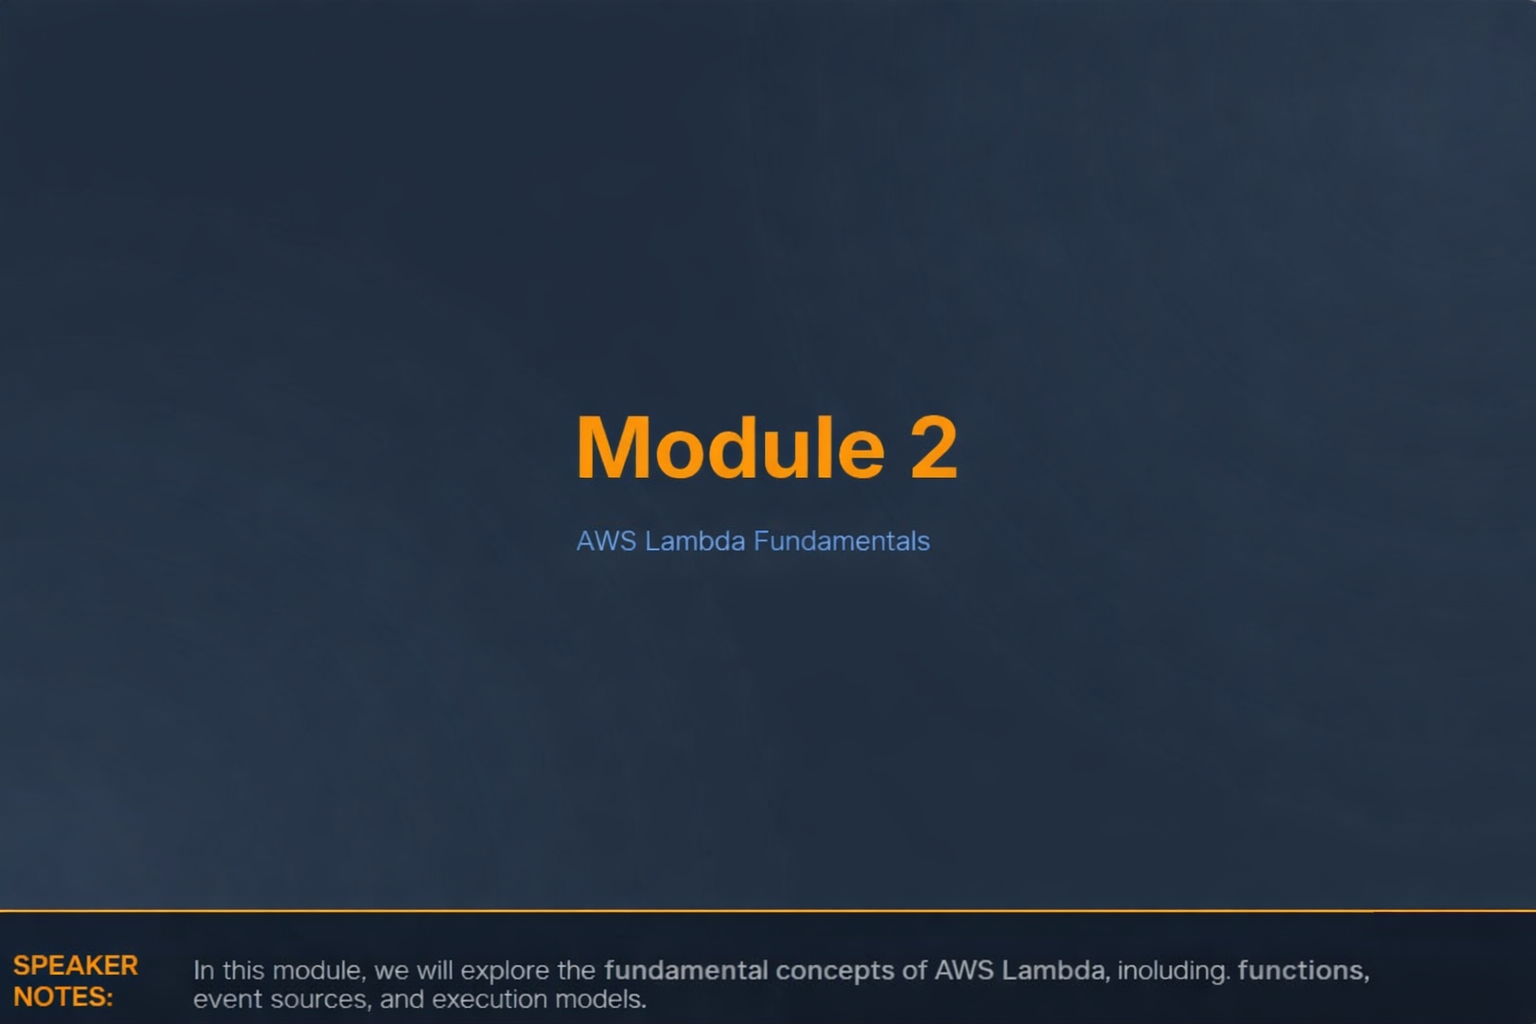 Module 2
AWS Lambda Fundamentals
SPEAKER
NOTES:
In this module, we will explore the fundamental concepts of AWS Lambda, inoluding. functions,
event sources, and execution models.